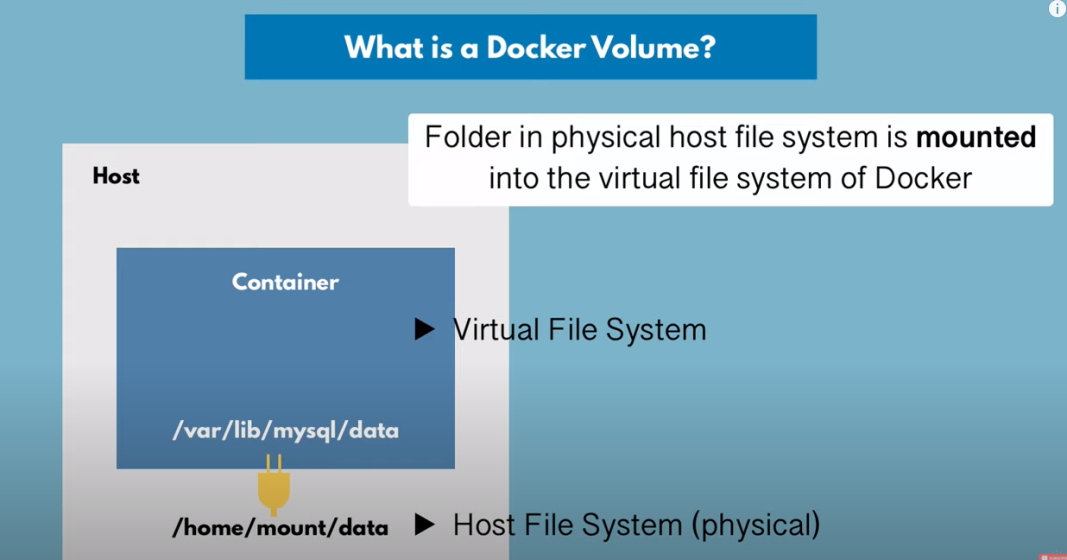 What is a Docker Volume?
Folder in physical host file system is mounted
into the virtual file system of Docker
Host
Container
▶ Virtual File System
/var/lib/mysql/data
/home/mount/data ▶ Host File System (physical)